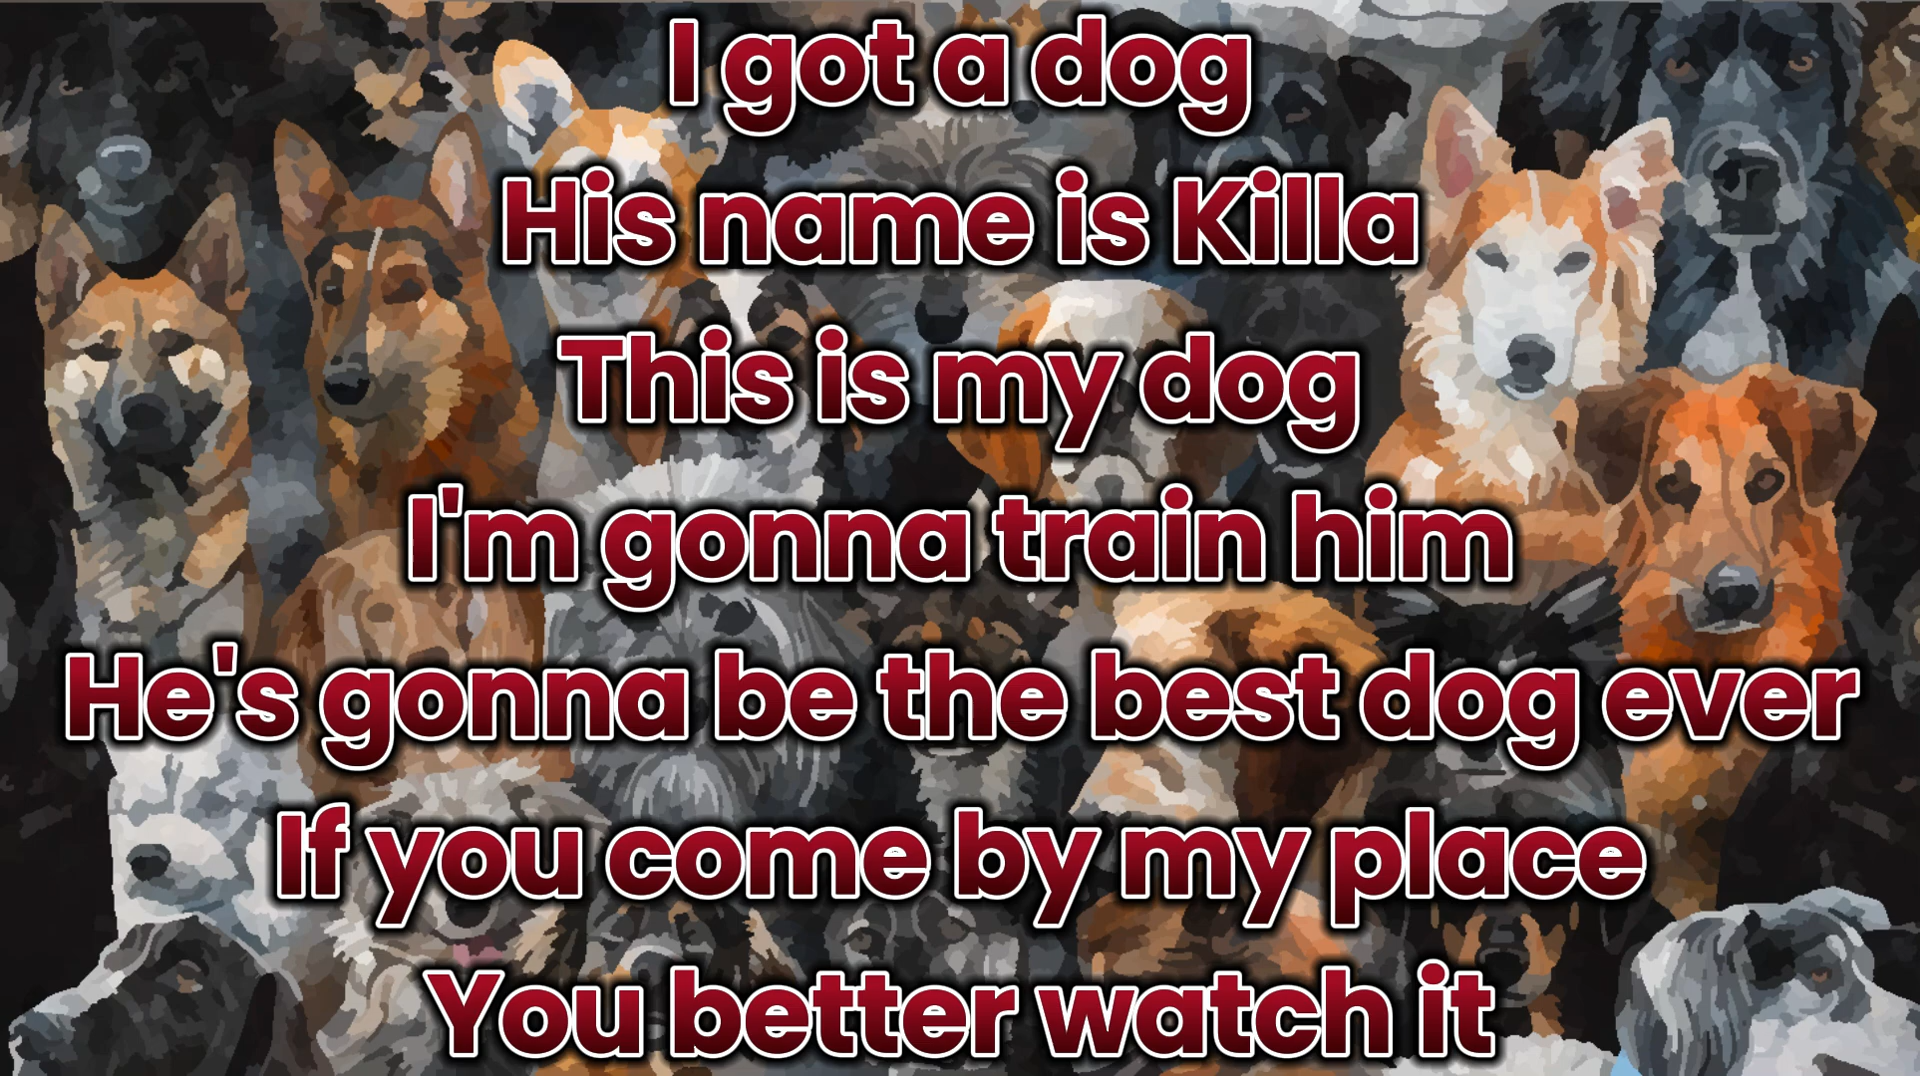 I got a dog
His name is Killa
This is my dog
I'm gonna train him
He's gonna be the best dog ever
If you come by my place
You better watch it